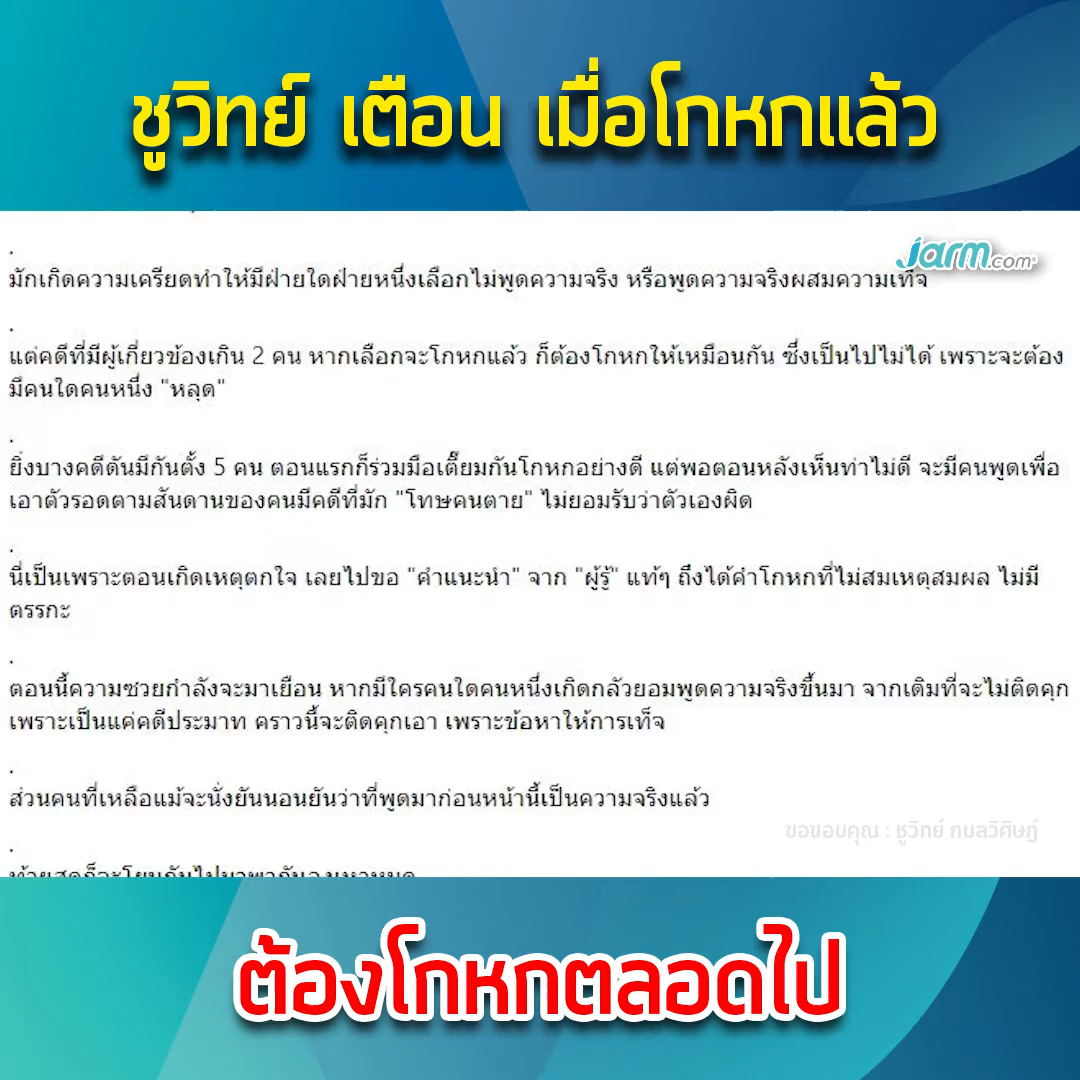 ชูวิทย์ เตือน เมื่อโกหกแล้ว
jarm.com
.
มักเกิดความเครียดทำให้มีฝ่ายใดฝ่ายหนึ่งเลือกไม่พูดความจริง หรือพูดความจริงผสมความเท็จ
.
แต่คดีที่มีผู้เกี่ยวข้องเกิน 2 คน หากเลือกจะโกหกแล้ว ก็ต้องโกหกให้เหมือนกัน ซึ่งเป็นไปไม่ได้ เพราะจะต้อง
มีคนใดคนหนึ่ง "หลุด"
.
ยิ่งบางคดีดันมีกันตั้ง 5 คน ตอนแรกก็ร่วมมือเตี๊ยมกันโกหกอย่างดี แต่พอตอนหลังเห็นท่าไม่ดี จะมีคนพูดเพื่อ
เอาตัวรอดตามสันดานของคนมีคดีที่มัก "โทษคนตาย" ไม่ยอมรับว่าตัวเองผิด
.
นี่เป็นเพราะตอนเกิดเหตุตกใจ เลยไปขอ "คำแนะนำ" จาก "ผู้รู้" แท้ๆ ถึงได้คำโกหกที่ไม่สมเหตุสมผล ไม่มี
ตรรกะ
.
ตอนนี้ความซวยกำลังจะมาเยือน หากมีใครคนใดคนหนึ่งเกิดกลัวยอมพูดความจริงขึ้นมา จากเดิมที่จะไม่ติดคุก
เพราะเป็นแค่คดีประมาท คราวนี้จะติดคุกเอา เพราะข้อหาให้การเท็จ
.
ส่วนคนที่เหลือแม้จะนั่งยันนอนยันว่าที่พูดมาก่อนหน้านี้เป็นความจริงแล้ว
ขอขอบคุณ : ชูวิทย์ กมลวิศิษฎ์
.
ต้องโกหกตลอดไป